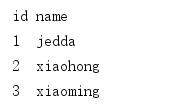 id name
1 jedda
2 xiaohong
3 xiaoming